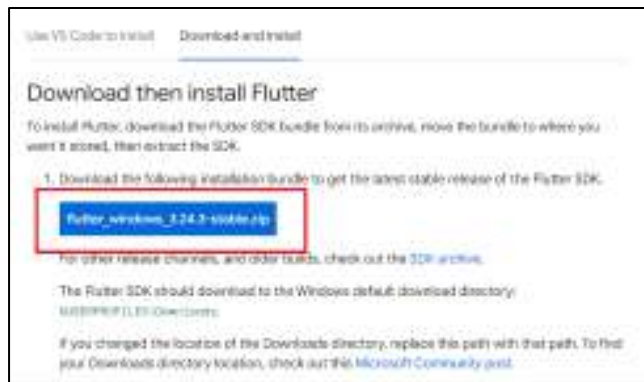 Use VS Code to install Download and install
Download then install Flutter
To install Flutter, download the Flutter SDK bundle from its archive, move the bundle to where you
want it stored, then extract the SDK.
1. Download the following installation bundle to get the latest stable release of the Flutter SDK.
flutter_windows_3.24.3-stable.zip
For other release channels, and older builds, check out the SDK archive.
The Flutter SDK should download to the Windows default download directory:
%USERPROFILE%\Downloads.
If you changed the location of the Downloads directory, replace this path with that path. To find
your Downloads directory location, check out this Microsoft Community post.